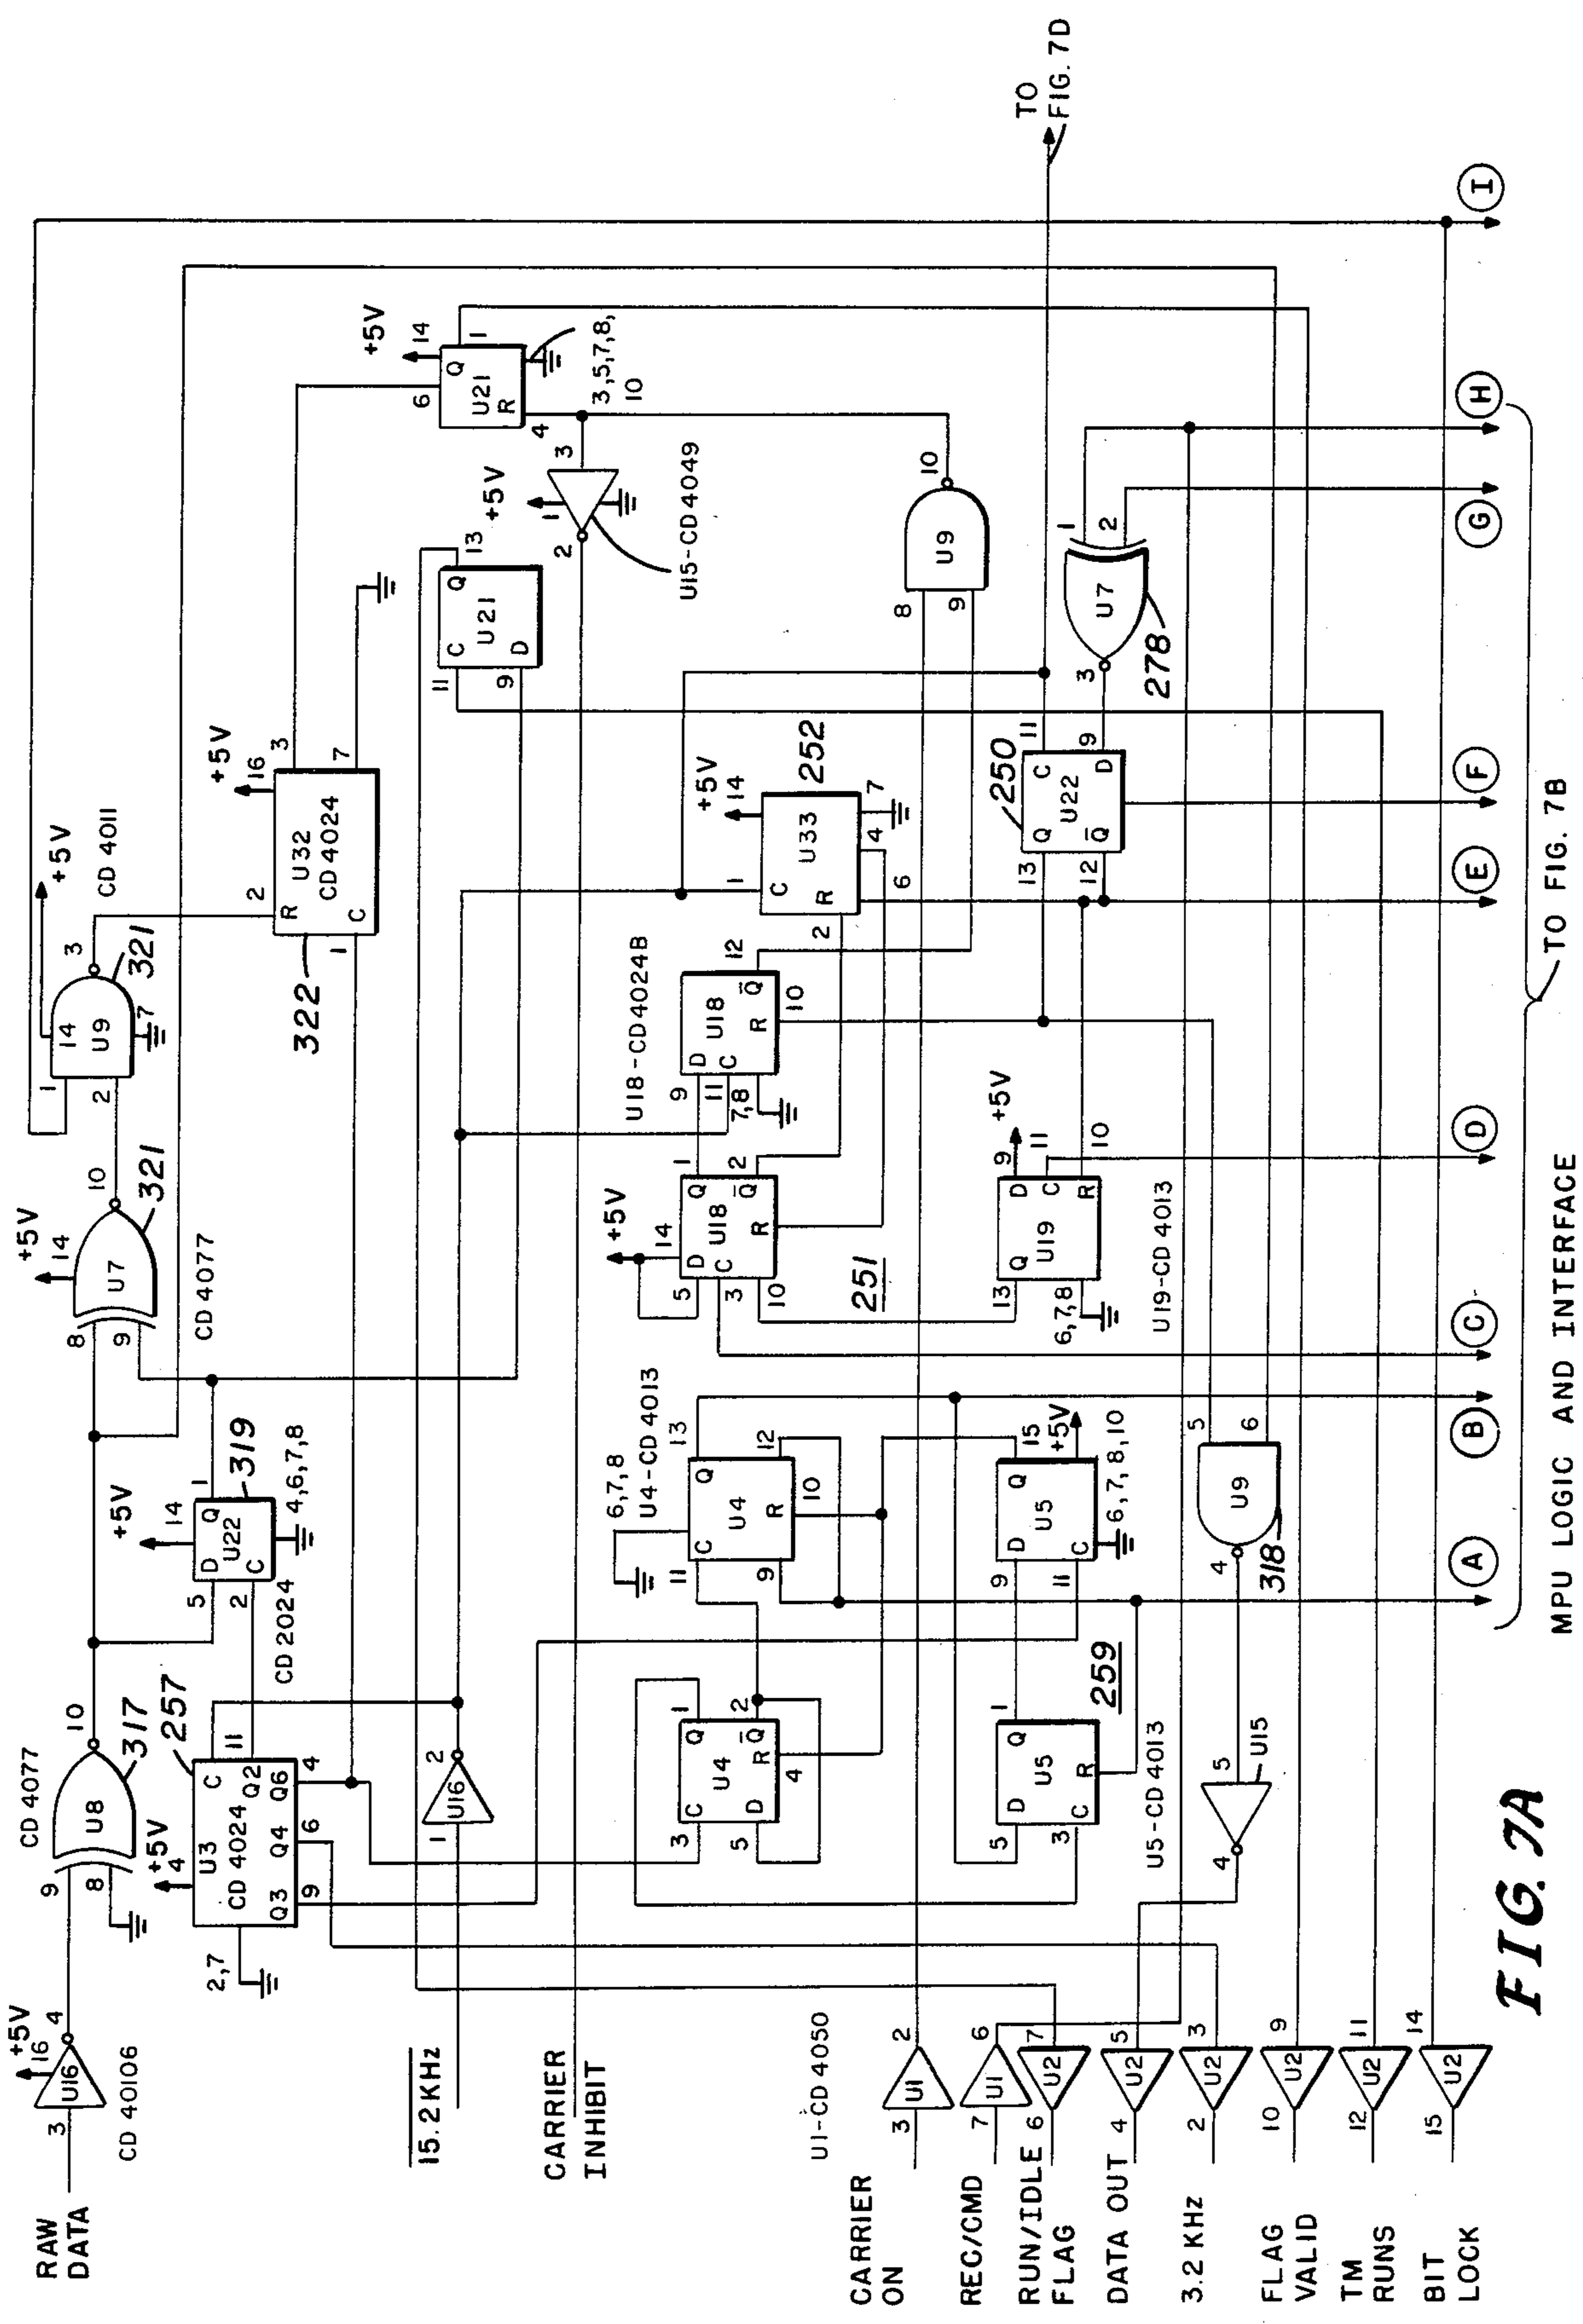 RAW
DATA
3
U16
+5V
16
4
CD 40106
CD 4077
9
8
U8
10
317
257
+5V
4
U3
CD 4024
C
Q2
Q6
Q4
Q3
11
4
6
9
2,7
CD 2024
5
2
D
C
U22
Q
1
14
+5V
319
4,6,7,8
8
9
U7
+5V
14
10
321
CD 4077
1
2
14
U9
7
3
321
+5V
CD 4011
322
2
R
U32
CD 4024
C
1
+5V
16
3
7
15.2 KHz
1
U16
2
CARRIER
INHIBIT
11
9
C
D
U21
Q
13
+5V
1
2
3
U15-CD 4049
6
4
Q
U21
R
+5V
14
1
3,5,7,8,
10
3
5
C
D
U4
Q
Q
R
1
2
4
6,7,8
U4-CD 4013
11
9
C
U4
Q
R
13
12
10
+5V
14
5
3
10
D
C
U18
Q
Q
R
1
2
251
U18-CD 4024B
9
11
7,8
D
C
U18
Q
R
12
10
+5V
14
1
2
C
R
U33
252
7
4
6
8
9
U9
10
5
3
D
C
U5
Q
R
1
259
U5-CD 4013
9
11
D
C
U5
Q
15
+5V
6,7,8,10
13
6,7,8
Q
U19
D
C
R
9
11
10
+5V
U19-CD 4013
250
13
12
Q
Q
U22
C
D
11
9
3
U7
1
2
278
TO
FIG. 7D
4
5
U15
4
318
U9
5
6
U1-CD 4050
CARRIER
ON
3
U1
2
REC/CMD
7
U1
6
RUN/IDLE
FLAG
6
U2
7
DATA OUT
4
U2
5
3.2 KHz
2
U2
3
FLAG
VALID
10
U2
9
TM
RUNS
12
U2
11
BIT
LOCK
15
U2
14
A
B
C
D
E
F
G
H
I
TO FIG. 7B
MPU LOGIC AND INTERFACE
FIG. 7A